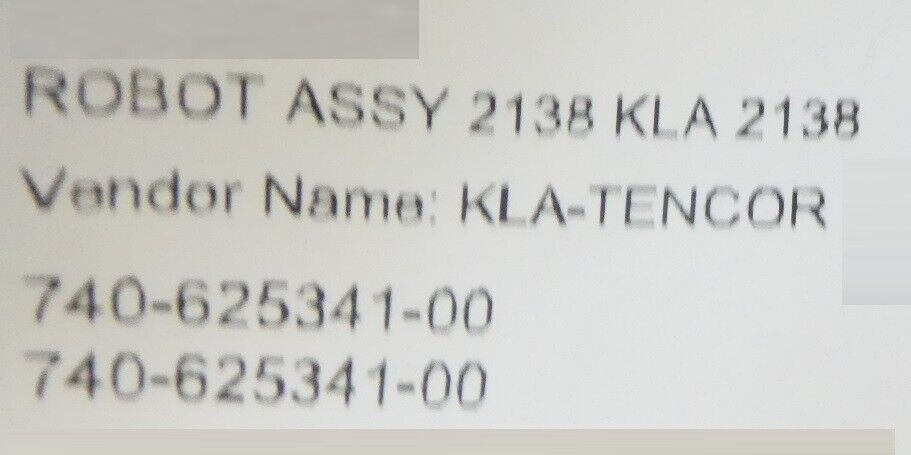 ROBOT ASSY 2138 KLA 2138
Vendor Name: KLA-TENCOR
740-625341-00
740-625341-00